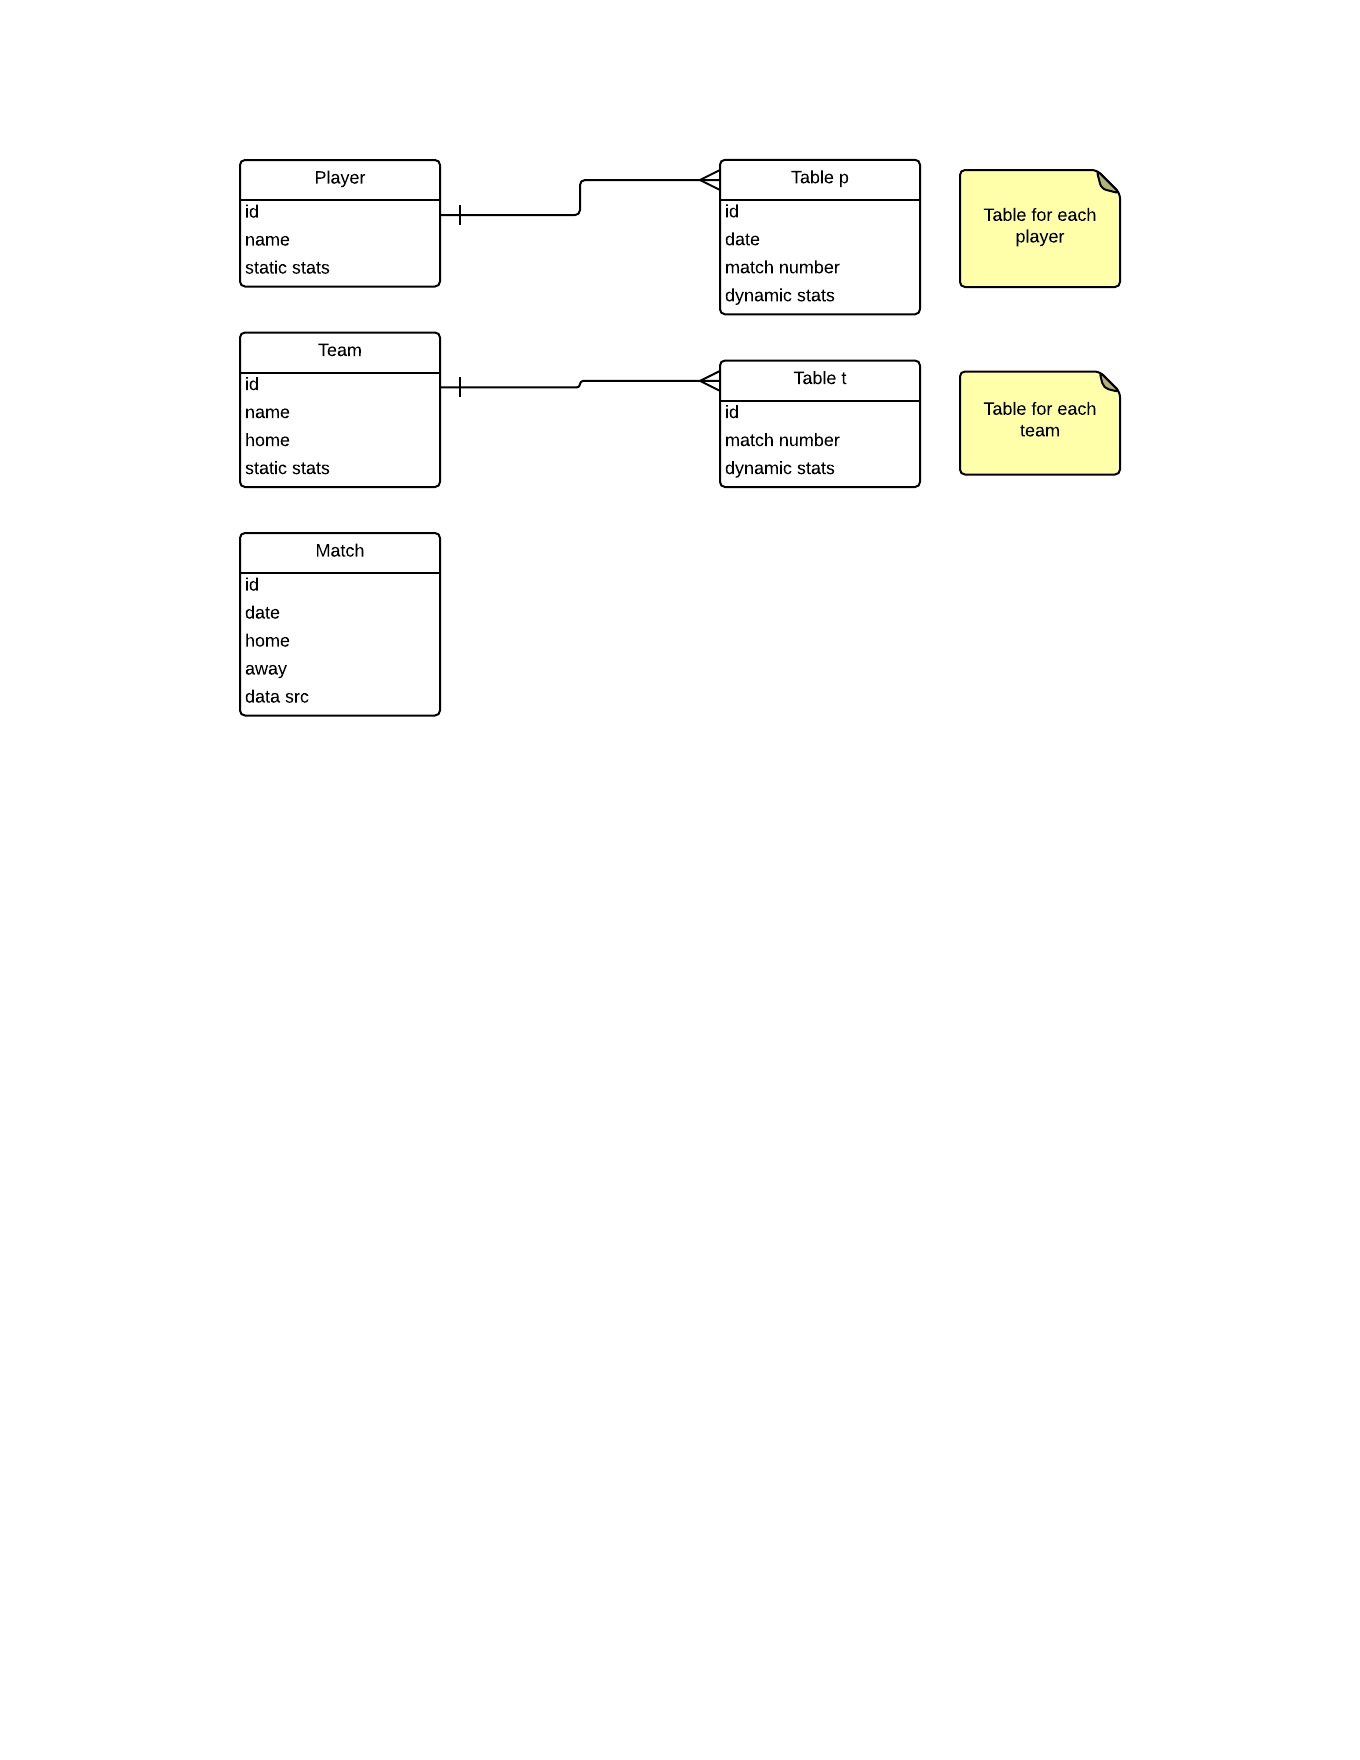 Player
id
name
static stats
Table p
id
date
match number
dynamic stats
Table for each
player
Team
id
name
home
static stats
Table t
id
match number
dynamic stats
Table for each
team
Match
id
date
home
away
data src